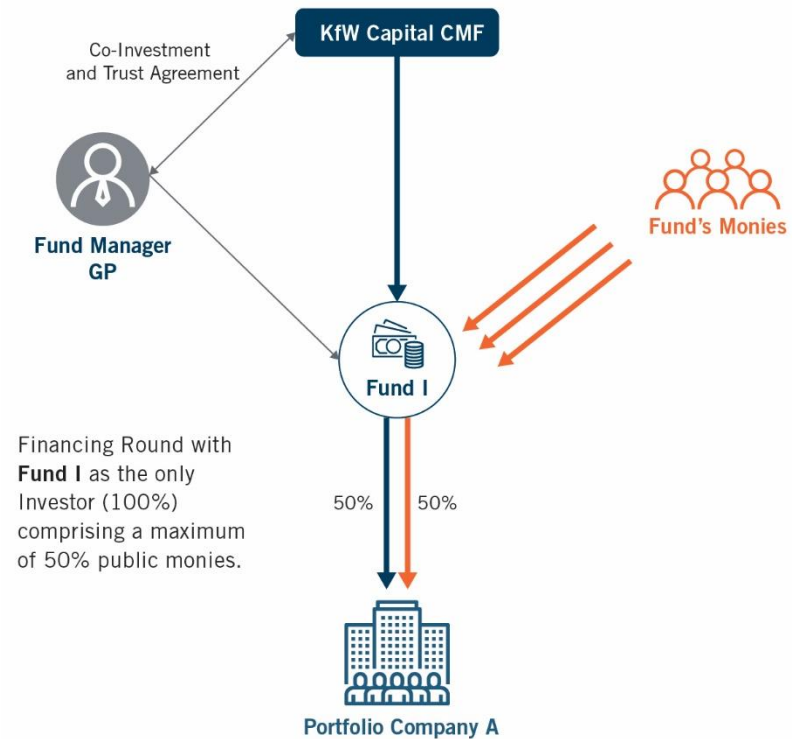 KfW Capital CMF
Co-Investment
and Trust Agreement
Fund Manager
GP
Fund's Monies
Fund I
Financing Round with
Fund I as the only
Investor (100%)
comprising a maximum
of 50% public monies.
50%
50%
Portfolio Company A